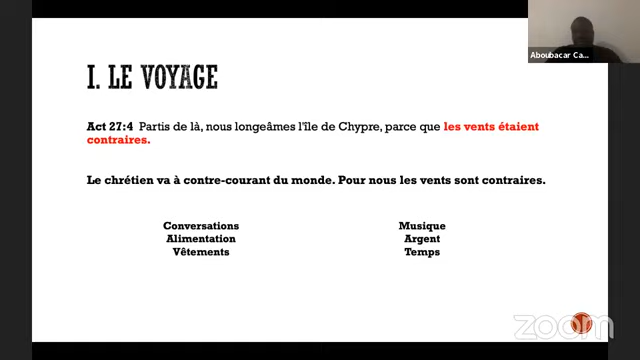 Aboubacar Ca...
I. LE VOYAGE
Act 27:4 Partis de là, nous longeâmes l'île de Chypre, parce que les vents étaient
contraires.
Le chrétien va à contre-courant du monde. Pour nous les vents sont contraires.
Conversations
Alimentation
Vêtements
Musique
Argent
Temps
zoom